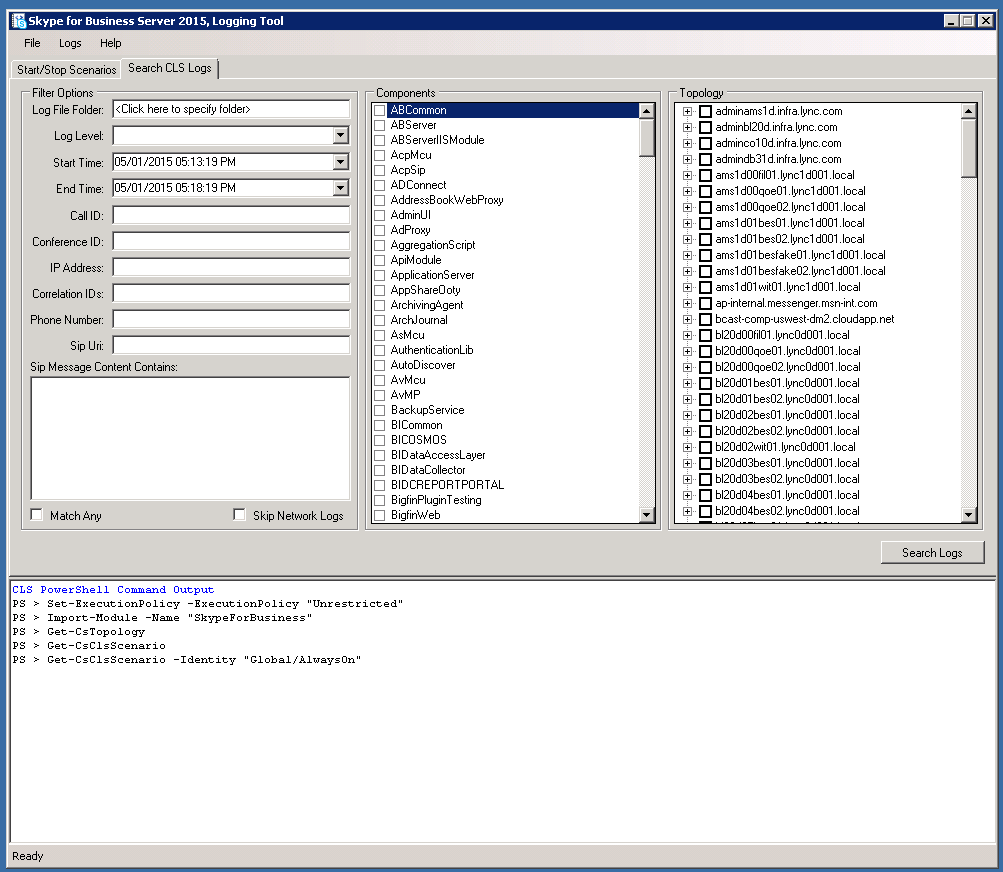 Skype for Business Server 2015, Logging Tool
File Logs Help
Start/Stop Scenarios Search CLS Logs
Filter Options
Log File Folder: <Click here to specify folder>
Log Level:
Start Time: 05/01/2015 05:13:19 PM
End Time: 05/01/2015 05:18:19 PM
Call ID:
Conference ID:
IP Address:
Correlation IDs:
Phone Number:
Sip Uri:
Sip Message Content Contains:
Match Any Skip Network Logs
Components
ABCommon
ABServer
ABServerIISModule
AcpMcu
AcpSip
ADConnect
AddressBookWebProxy
AdminUI
AdProxy
AggregationScript
ApiModule
ApplicationServer
AppShareOoty
ArchivingAgent
ArchJournal
AsMcu
AuthenticationLib
AutoDiscover
AvMcu
AvMP
BackupService
BICommon
BICOSMOS
BIDataAccessLayer
BIDataCollector
BIDCREPORTPORTAL
BigfinPluginTesting
BigfinWeb
Topology
adminams1d.infra.lync.com
adminbl20d.infra.lync.com
adminco10d.infra.lync.com
admindb31d.infra.lync.com
ams1d00fil01.lync1d001.local
ams1d00qoe01.lync1d001.local
ams1d00qoe02.lync1d001.local
ams1d01bes01.lync1d001.local
ams1d01bes02.lync1d001.local
ams1d01besfake01.lync1d001.local
ams1d01besfake02.lync1d001.local
ams1d01wit01.lync1d001.local
ap-internal.messenger.msn-int.com
bcast-comp-uswest-dm2.cloudapp.net
bl20d00fil01.lync0d001.local
bl20d00qoe01.lync0d001.local
bl20d00qoe02.lync0d001.local
bl20d01bes01.lync0d001.local
bl20d01bes02.lync0d001.local
bl20d02bes01.lync0d001.local
bl20d02bes02.lync0d001.local
bl20d02wit01.lync0d001.local
bl20d03bes01.lync0d001.local
bl20d03bes02.lync0d001.local
bl20d04bes01.lync0d001.local
bl20d04bes02.lync0d001.local
Search Logs
CLS PowerShell Command Output
PS > Set-ExecutionPolicy -ExecutionPolicy "Unrestricted"
PS > Import-Module -Name "SkypeForBusiness"
PS > Get-CsTopology
PS > Get-CsClsScenario
PS > Get-CsClsScenario -Identity "Global/AlwaysOn"
Ready